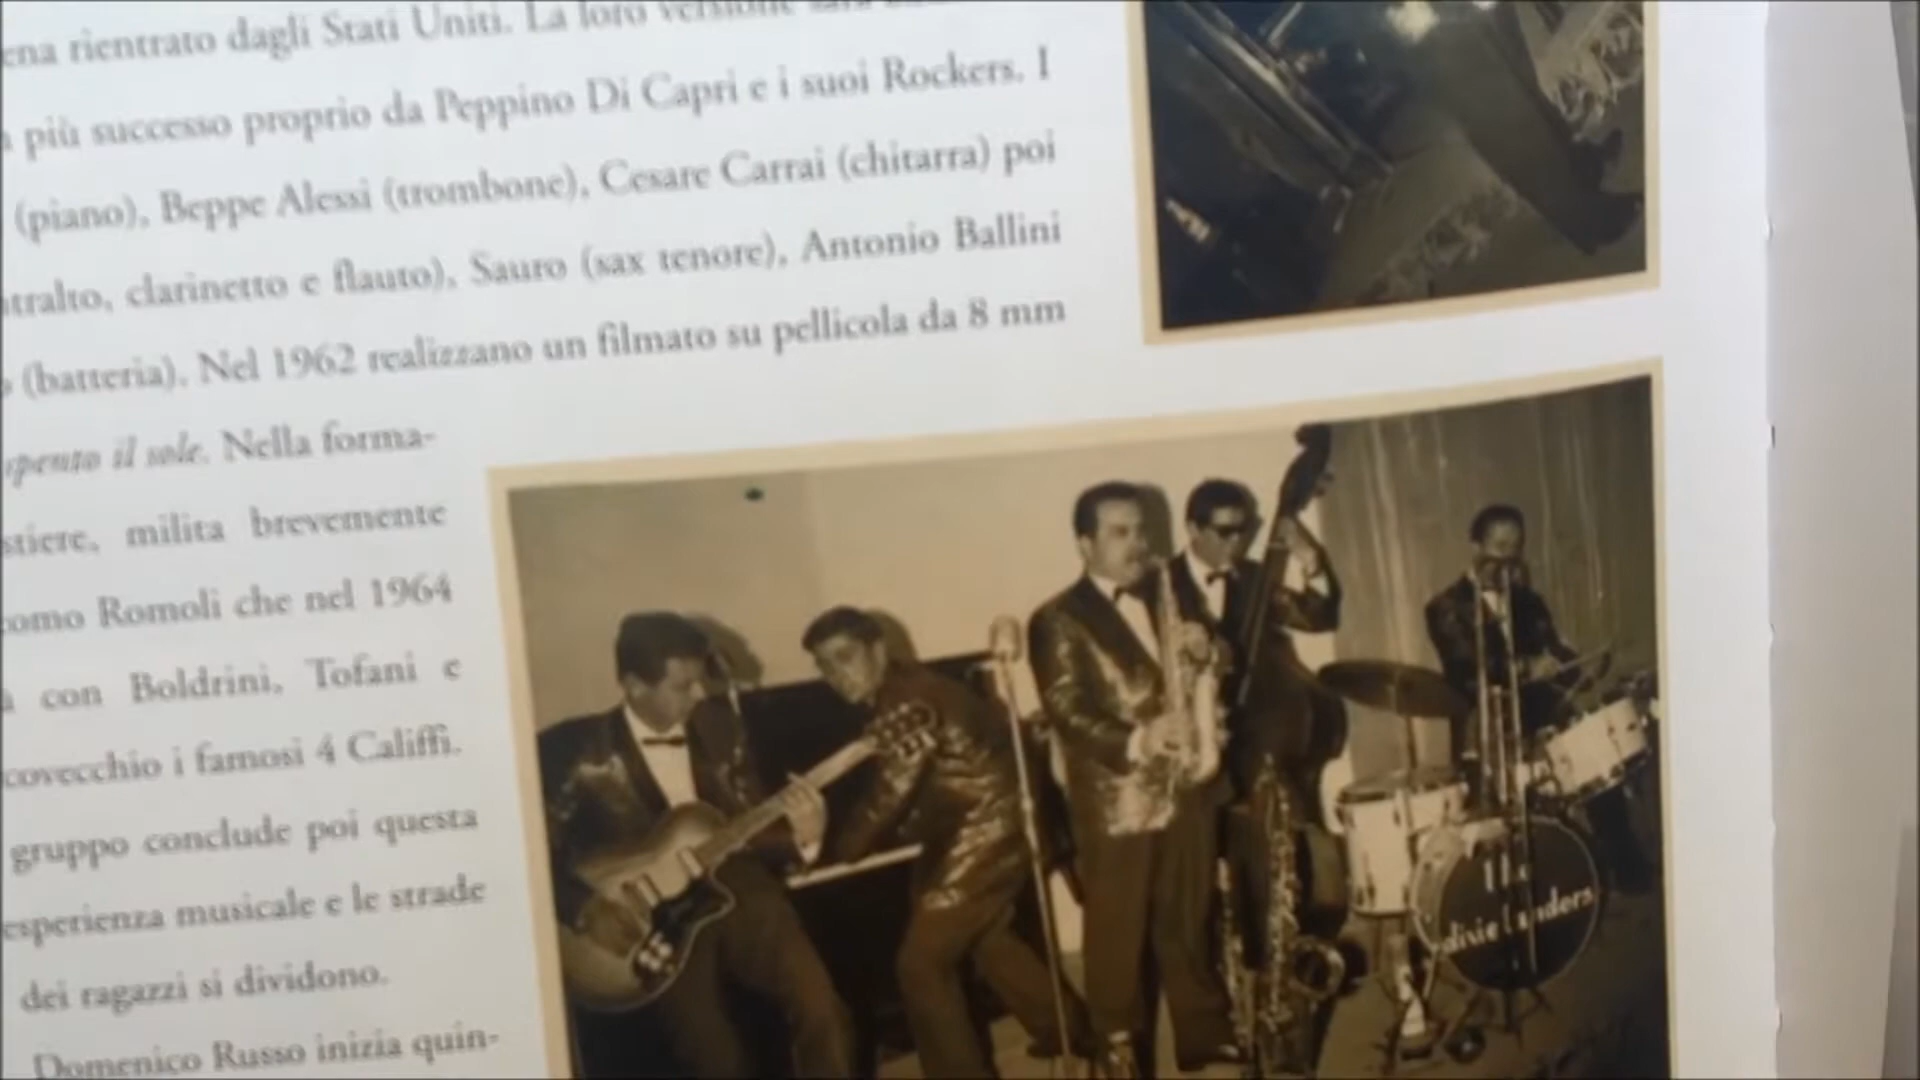 ena rientrato dagli Stati Uniti. La loro versione
più successo proprio da Peppino Di Capri e i suoi Rockers. I
(piano), Beppe Alessi (trombone), Cesare Carrai (chitarra) poi
ntralto, clarinetto e flauto), Sauro (sax tenore), Antonio Ballini
(batteria). Nel 1962 realizzano un filmato su pellicola da 8 mm
spento il sole. Nella forma-
stiere, milita brevemente
como Romoli che nel 1964
con Boldrini, Tofani e
covecchio i famosi 4 Califfi.
gruppo conclude poi questa
esperienza musicale e le strade
dei ragazzi si dividono.
Domenico Russo inizia quin-
The